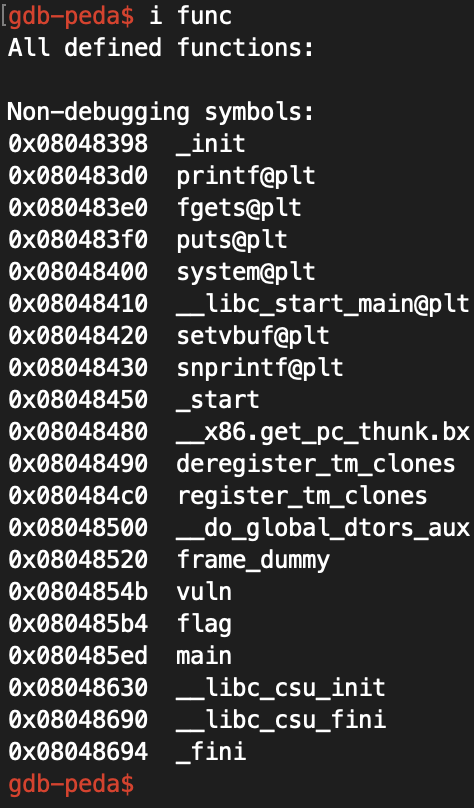 [gdb-peda$ i func
All defined functions:
Non-debugging symbols:
0x08048398 _init
0x080483d0 printf@plt
0x080483e0 fgets@plt
0x080483f0 puts@plt
0x08048400 system@plt
0x08048410 __libc_start_main@plt
0x08048420 setvbuf@plt
0x08048430 snprintf@plt
0x08048450 _start
0x08048480 __x86.get_pc_thunk.bx
0x08048490 deregister_tm_clones
0x080484c0 register_tm_clones
0x08048500 __do_global_dtors_aux
0x08048520 frame_dummy
0x0804854b vuln
0x080485b4 flag
0x080485ed main
0x08048630 __libc_csu_init
0x08048690 __libc_csu_fini
0x08048694 _fini
gdb-peda$